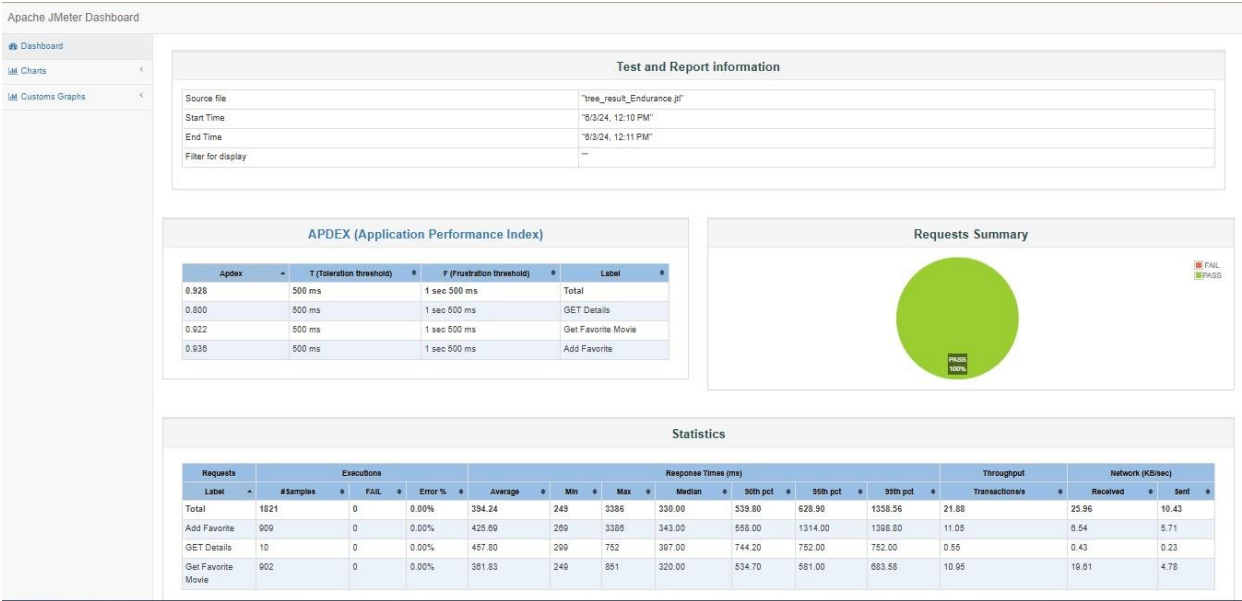 Apache JMeter Dashboard
Dashboard
Charts
Customs Graphs
Test and Report information
Source file "tree_result_Endurance.jtl"
Start Time "6/3/24, 12:10 PM"
End Time "6/3/24, 12:11 PM"
Filter for display ""
APDEX (Application Performance Index)
Apdex T (Toleration threshold) F (Frustration threshold) Label
0.928 500 ms 1 sec 500 ms Total
0.800 500 ms 1 sec 500 ms GET Details
0.922 500 ms 1 sec 500 ms Get Favorite Movie
0.936 500 ms 1 sec 500 ms Add Favorite
Requests Summary
FAIL
PASS
PASS
100%
Statistics
Requests Executions Response Times (ms) Throughput Network (KB/sec)
Label #Samples FAIL Error % Average Min Max Median 90th pct 95th pct 99th pct Transactions/s Received Sent
Total 1821 0 0.00% 394.24 249 3386 330.00 539.80 628.90 1358.56 21.88 25.96 10.43
Add Favorite 909 0 0.00% 425.69 269 3386 343.00 558.00 1314.00 1398.80 11.05 6.54 5.71
GET Details 10 0 0.00% 457.80 299 752 397.00 744.20 752.00 752.00 0.55 0.43 0.23
Get Favorite Movie 902 0 0.00% 361.83 249 851 320.00 534.70 581.00 683.58 10.95 19.61 4.78